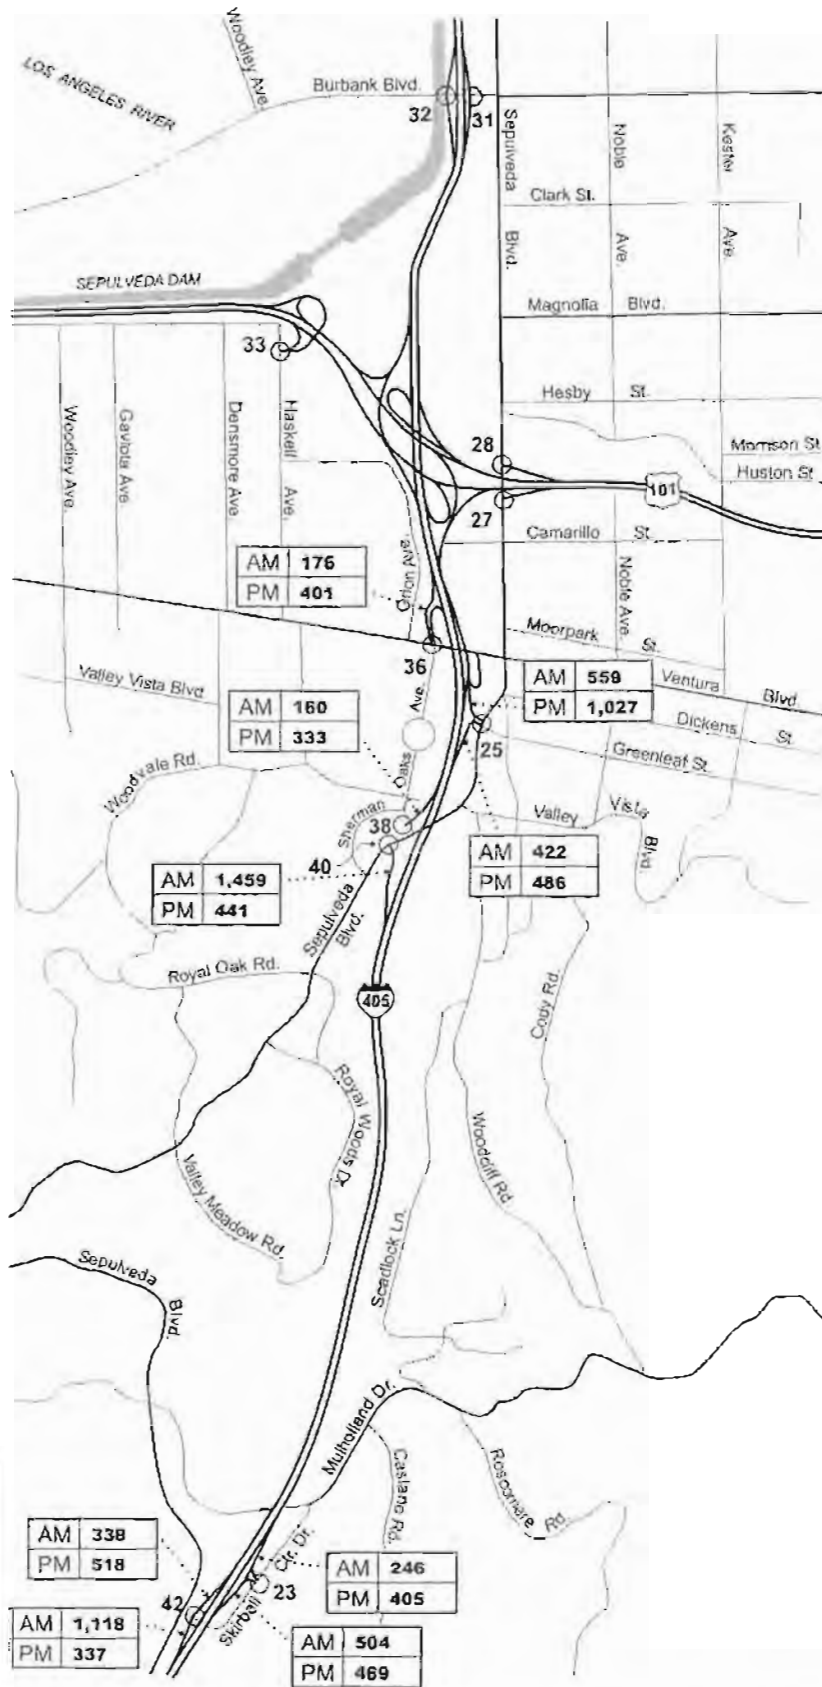 Woodley Ave.
LOS ANGELES RIVER
Burbank Blvd.
32
31
Sepulveda Blvd.
Noble Ave.
Kester Ave.
Clark St.
SEPULVEDA DAM
Magnolia Blvd.
33
Hesby St.
Woodley Ave.
Gaviota Ave.
Densmore Ave.
Haskell Ave.
28
Morrison St
Huston St
101
27
Camarillo St.
Orion Ave.
Noble Ave.
AM 176
PM 401
Moorpark St.
36
Valley Vista Blvd
AM 559
PM 1,027
Ventura Blvd.
AM 160
PM 333
Dickens St.
25
Greenleaf St.
Woodvale Rd.
Sherman Oaks Ave.
38
Valley Vista Blvd.
40
AM 422
PM 486
AM 1,459
PM 441
Sepulveda Blvd.
Royal Oak Rd.
405
Cody Rd.
Royal Woods Dr.
Woodcliff Rd.
Valley Meadow Rd.
Scadlock Ln.
Sepulveda Blvd.
Mulholland Dr.
Caslano Rd.
Roscomare Rd.
AM 338
PM 518
Skirball Ctr. Dr.
AM 246
PM 405
23
42
AM 1,118
PM 337
AM 504
PM 469